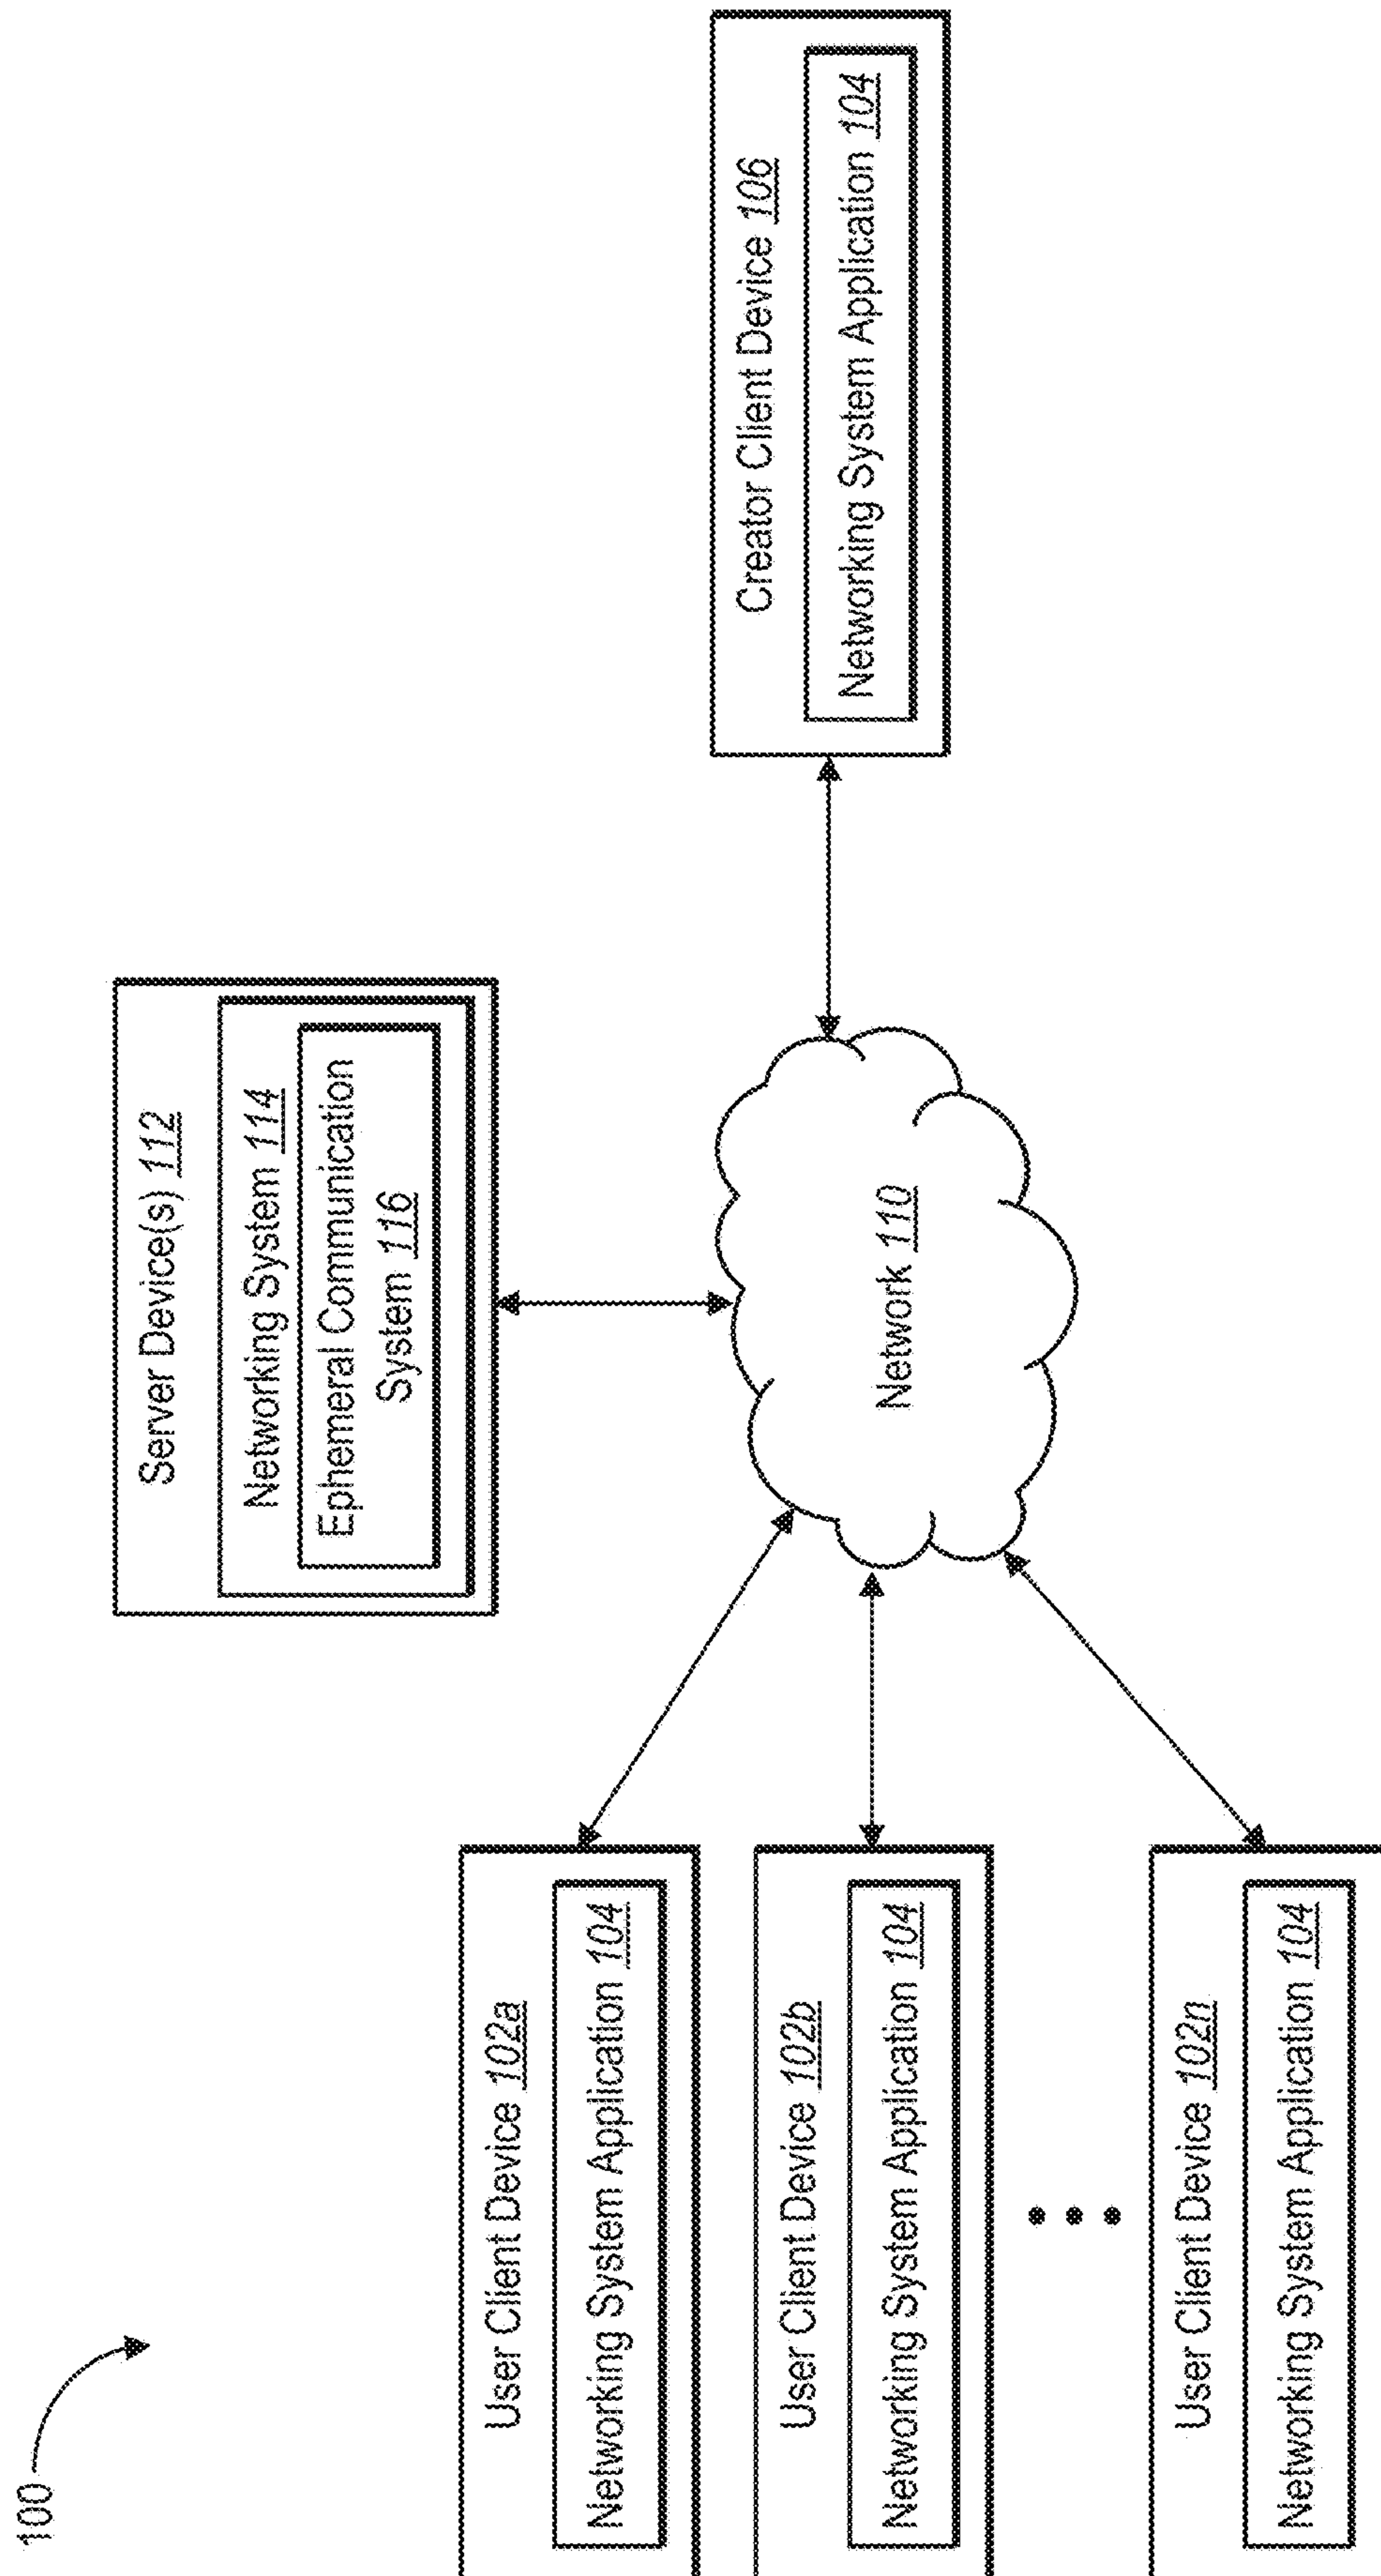 100
Server Device(s) 112
Networking System 114
Ephemeral Communication
System 116
User Client Device 102a
Networking System Application 104
User Client Device 102b
Networking System Application 104
User Client Device 102n
Networking System Application 104
Network 110
Creator Client Device 106
Networking System Application 104